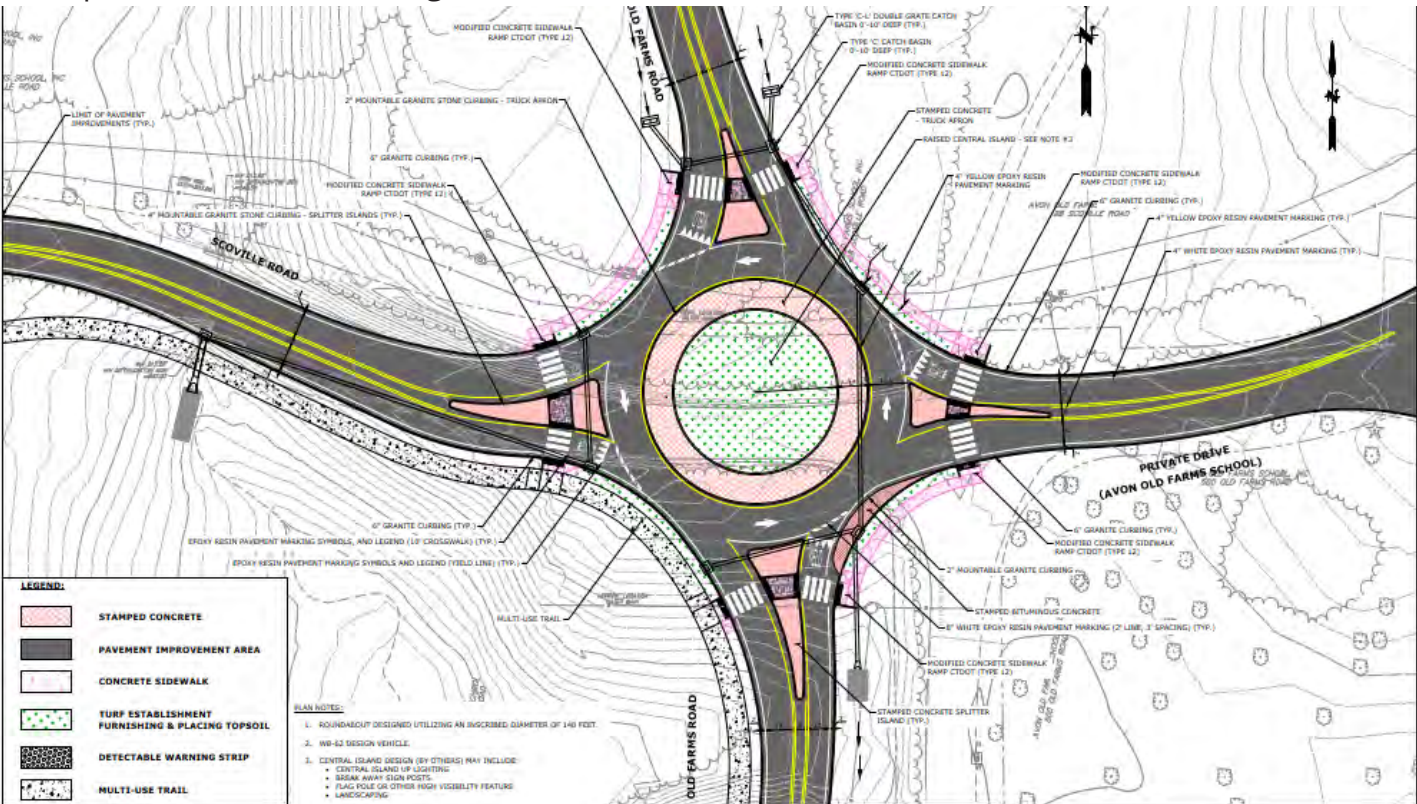 MODIFIED CONCRETE SIDEWALK
RAMP CTDOT (TYPE 12)
OLD FARMS ROAD
TYPE 'C-L' DOUBLE GRATE CATCH
BASIN 0'-10' DEEP (TYP.)
TYPE 'C' CATCH BASIN
0'-10' DEEP (TYP.)
MODIFIED CONCRETE SIDEWALK
RAMP CTDOT (TYPE 12)
2" MOUNTABLE GRANITE STONE CURBING - TRUCK APRON
STAMPED CONCRETE
- TRUCK APRON
LIMIT OF PAVEMENT
IMPROVEMENTS (TYP.)
RAISED CENTRAL ISLAND - SEE NOTE #3
6" GRANITE CURBING (TYP.)
4" YELLOW EPOXY RESIN
PAVEMENT MARKING
MODIFIED CONCRETE SIDEWALK
RAMP CTDOT (TYPE 12)
MODIFIED CONCRETE SIDEWALK
RAMP CTDOT (TYPE 12)
6" GRANITE CURBING (TYP.)
4" MOUNTABLE GRANITE STONE CURBING - SPLITTER ISLANDS (TYP.)
4" YELLOW EPOXY RESIN PAVEMENT MARKING (TYP.)
SCOVILLE ROAD
4" WHITE EPOXY RESIN PAVEMENT MARKING (TYP.)
PRIVATE DRIVE
(AVON OLD FARMS SCHOOL)
6" GRANITE CURBING (TYP.)
6" GRANITE CURBING (TYP.)
EPOXY RESIN PAVEMENT MARKING SYMBOLS, AND LEGEND (10' CROSSWALK) (TYP.)
MODIFIED CONCRETE SIDEWALK
RAMP CTDOT (TYPE 12)
EPOXY RESIN PAVEMENT MARKING SYMBOLS AND LEGEND (YIELD LINE) (TYP.)
2" MOUNTABLE GRANITE CURBING
STAMPED BITUMINOUS CONCRETE
MULTI-USE TRAIL
8" WHITE EPOXY RESIN PAVEMENT MARKING (2' LINE, 3' SPACING) (TYP.)
MODIFIED CONCRETE SIDEWALK
RAMP CTDOT (TYPE 12)
STAMPED CONCRETE SPLITTER
ISLAND (TYP.)
OLD FARMS ROAD
LEGEND:
STAMPED CONCRETE
PAVEMENT IMPROVEMENT AREA
CONCRETE SIDEWALK
TURF ESTABLISHMENT
FURNISHING & PLACING TOPSOIL
DETECTABLE WARNING STRIP
MULTI-USE TRAIL
PLAN NOTES:
1. ROUNDABOUT DESIGNED UTILIZING AN INSCRIBED DIAMETER OF 140 FEET.
2. WB-62 DESIGN VEHICLE.
3. CENTRAL ISLAND DESIGN (BY OTHERS) MAY INCLUDE:
• CENTRAL ISLAND UP LIGHTING
• BREAK AWAY SIGN POSTS
• FLAG POLE OR OTHER HIGH VISIBILITY FEATURE
• LANDSCAPING